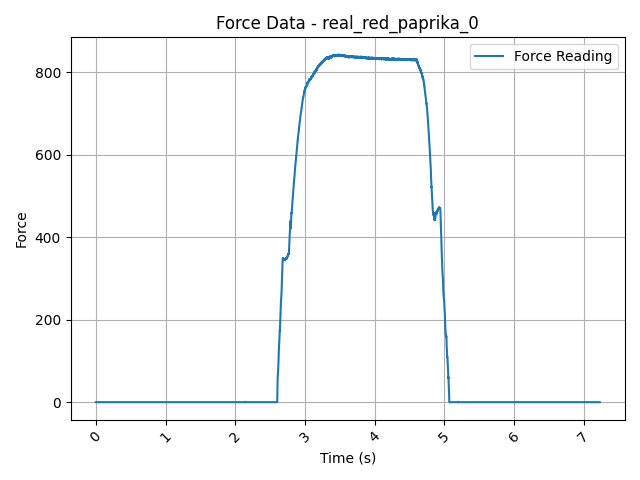 Force Data - real_red_paprika_0
Force Reading
800
600
400
200
0
Force
0 1 2 3 4 5 6 7
Time (s)